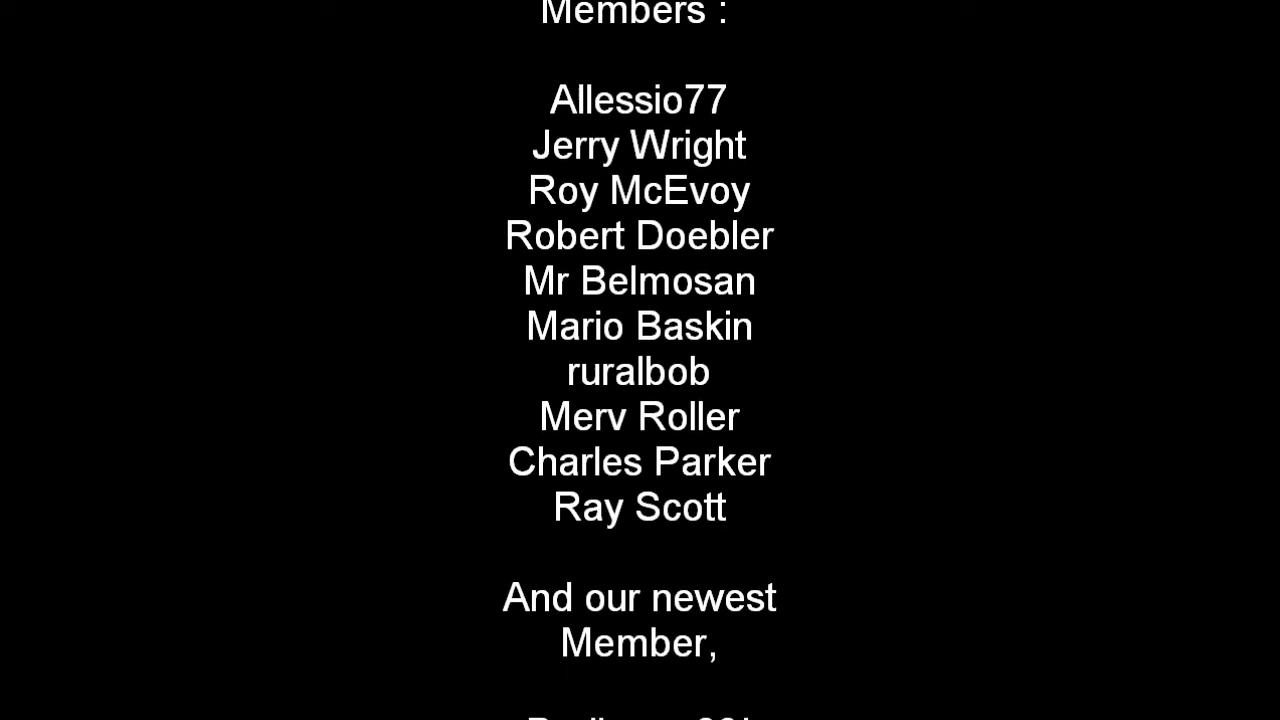 Members :
Allessio77
Jerry Wright
Roy McEvoy
Robert Doebler
Mr Belmosan
Mario Baskin
ruralbob
Merv Roller
Charles Parker
Ray Scott
And our newest
Member,